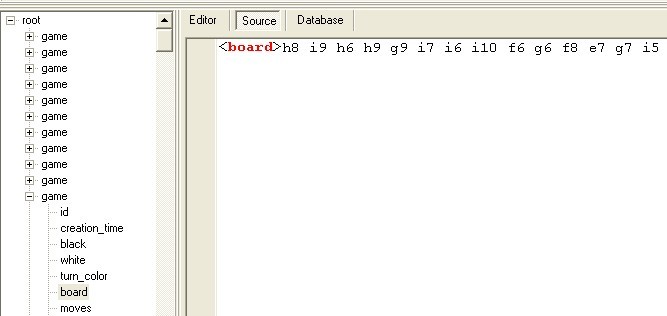 root
game
game
game
game
game
game
game
game
game
game
game
id
creation_time
black
white
turn_color
board
moves
Editor Source Database
<board>h8 i9 h6 h9 g9 i7 i6 i10 f6 g6 f8 e7 g7 i5